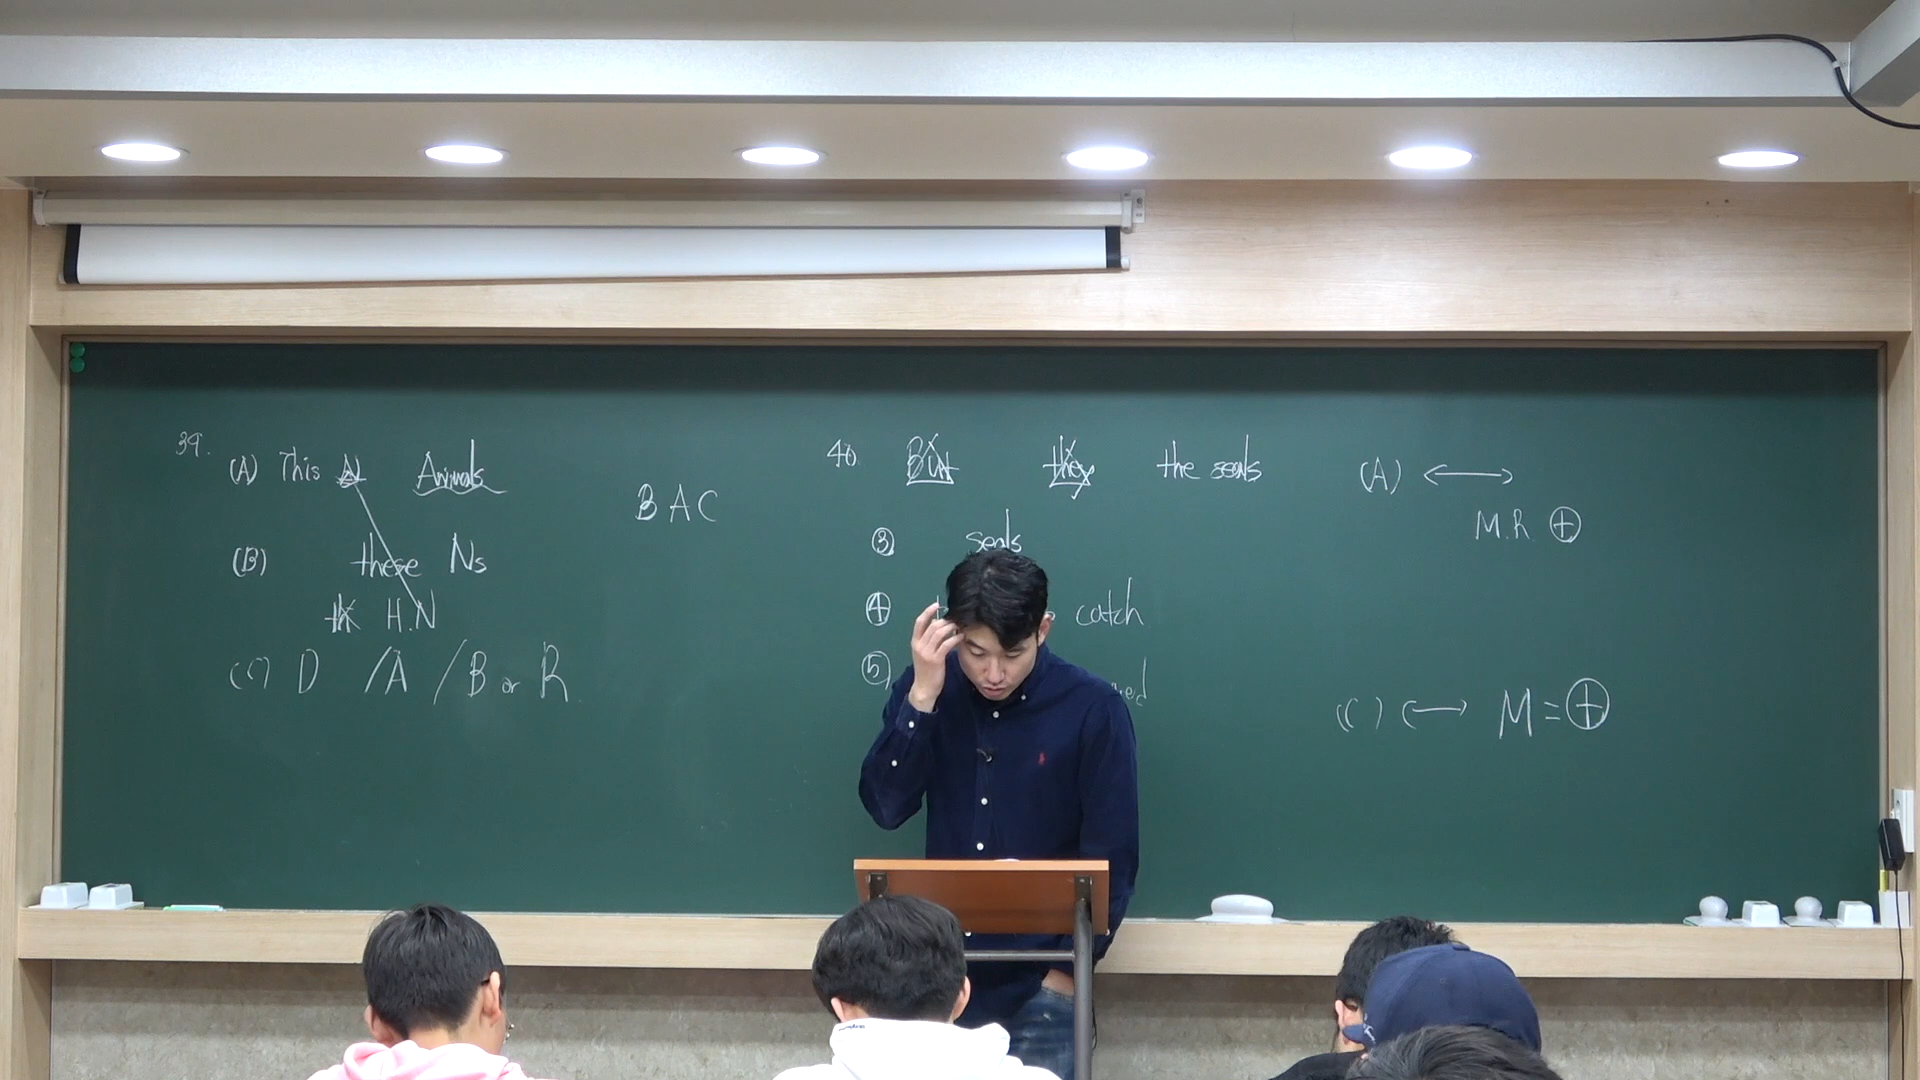 39.
(A) This N Animals
B A C
(B) these Ns
H.N
(C) D / A / B or R.
40. But they the seals
③ seals
④ catch
⑤
(A) ⟷
M.R. ⊕
(C) ⟷ M = ⊕